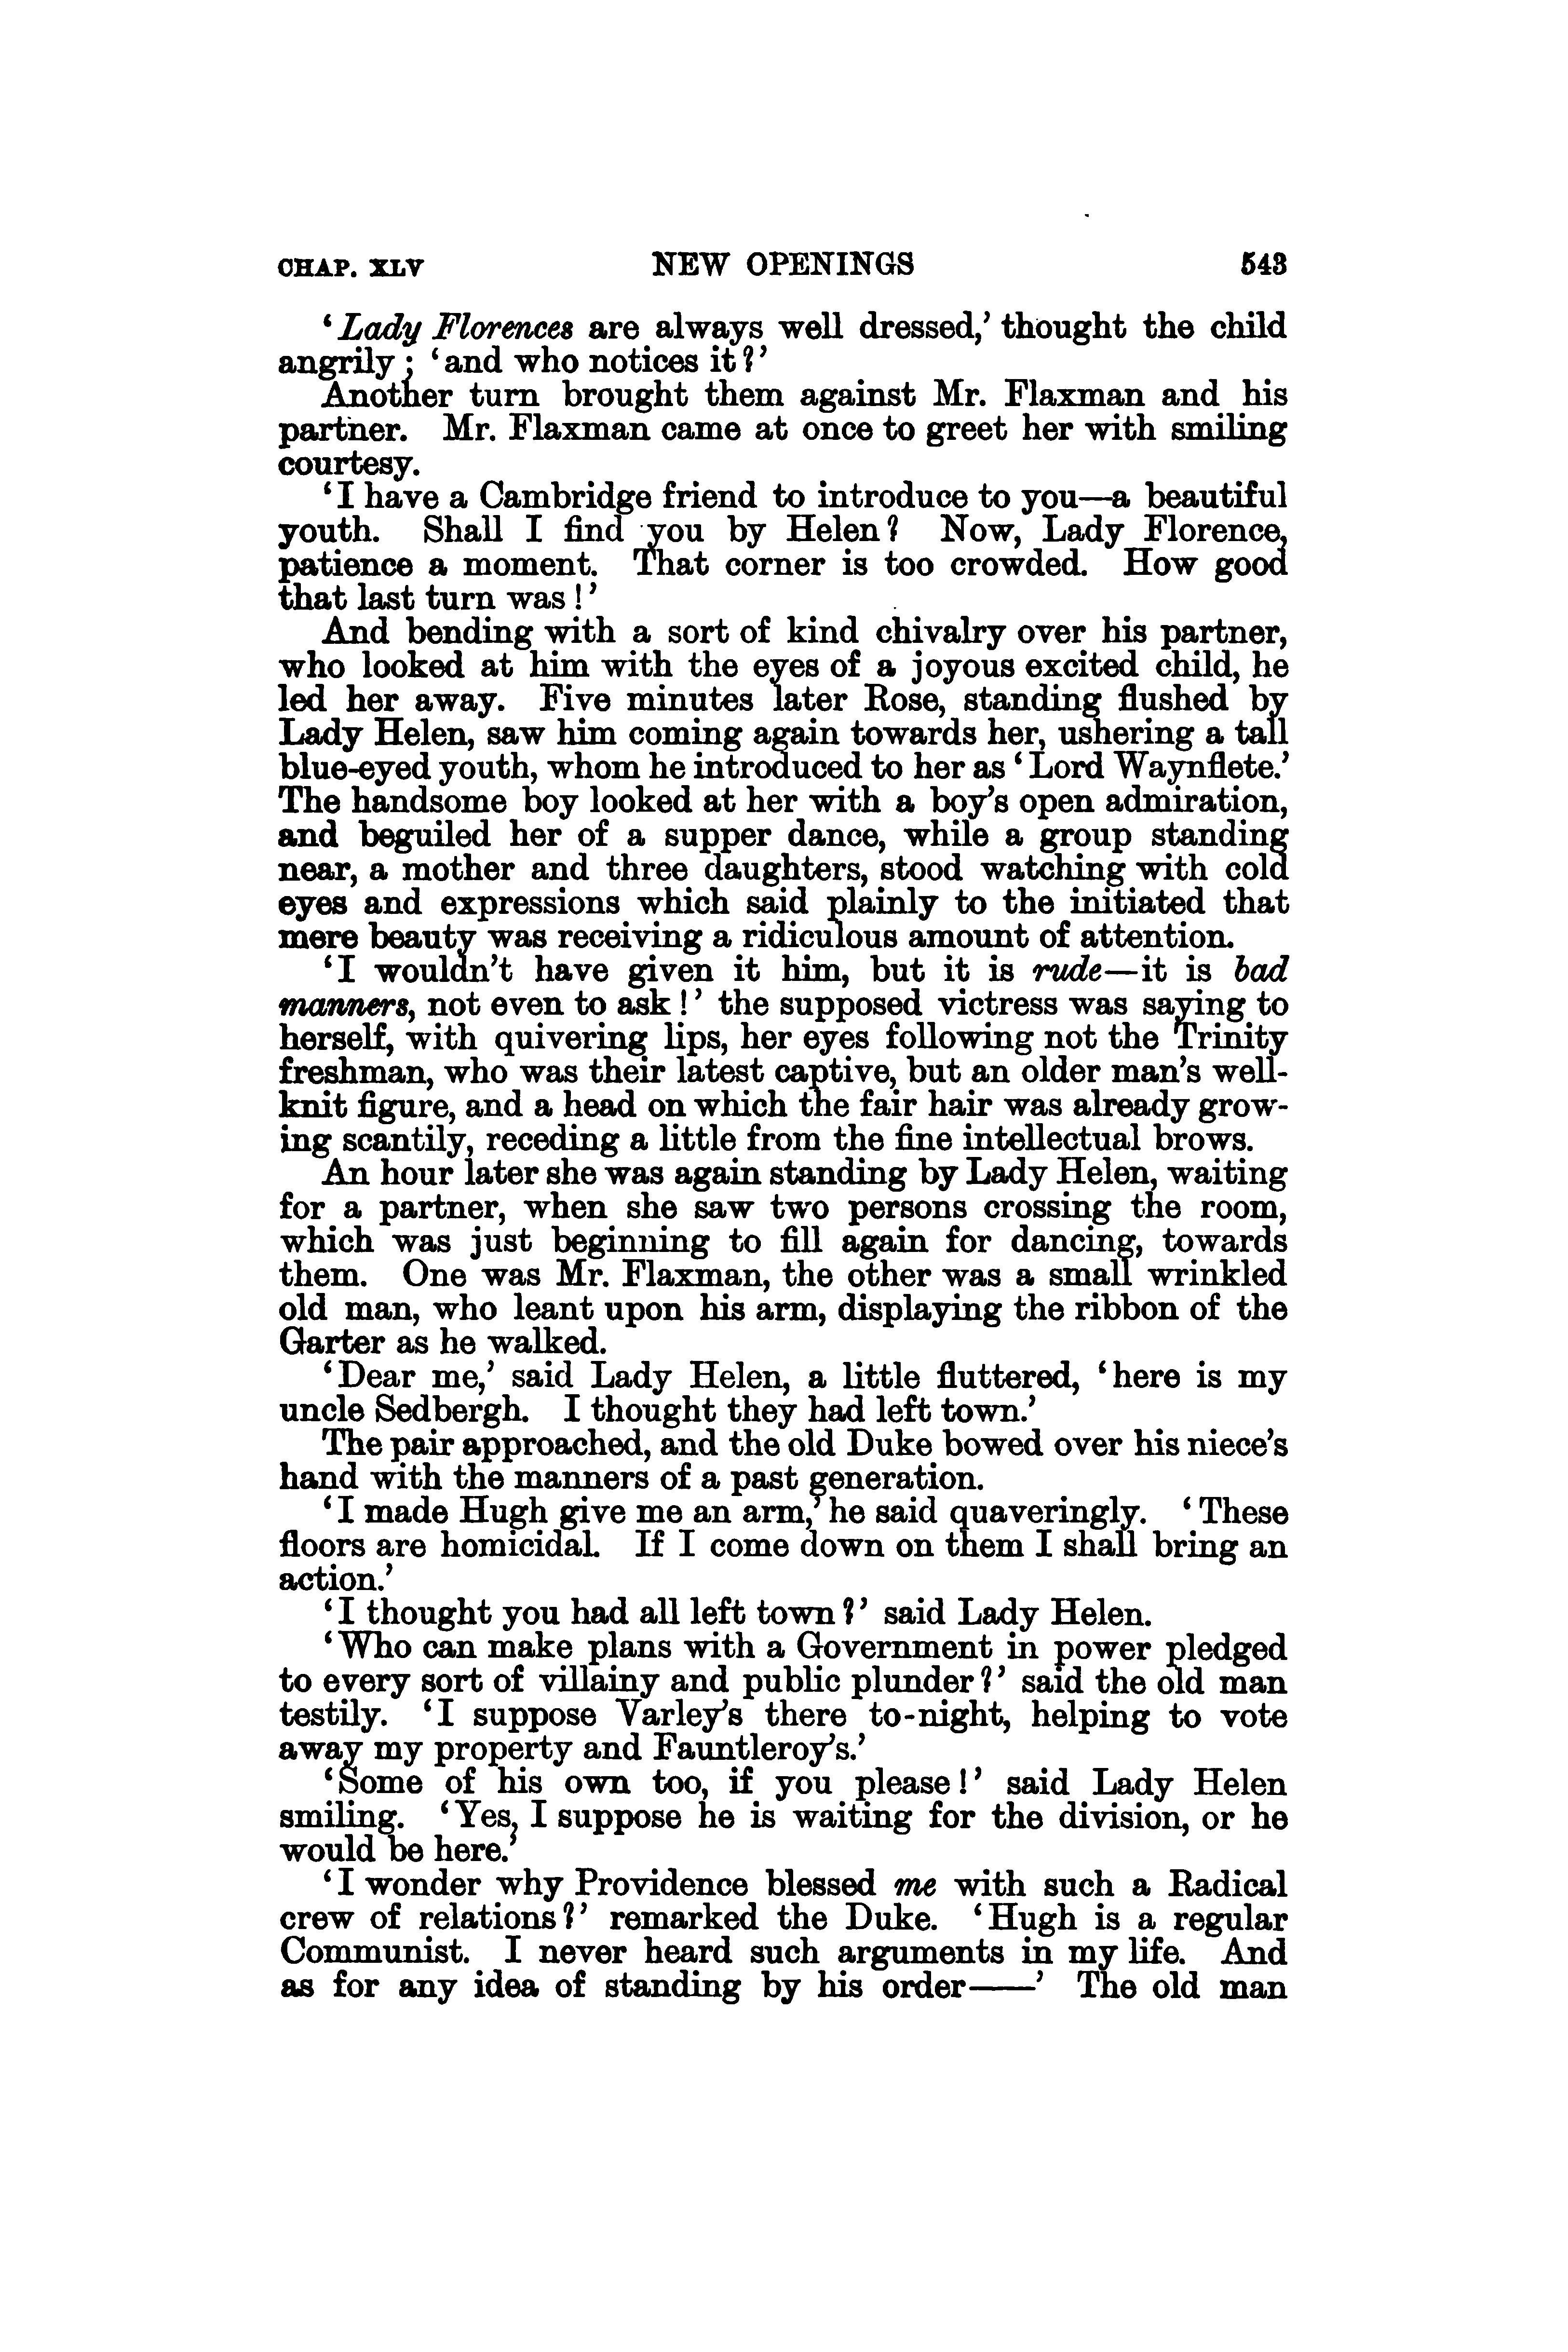 CHAP. XLV NEW OPENINGS 543
‘Lady Florences are always well dressed,’ thought the child
angrily; ‘and who notices it?’
Another turn brought them against Mr. Flaxman and his
partner. Mr. Flaxman came at once to greet her with smiling
courtesy.
‘I have a Cambridge friend to introduce to you—a beautiful
youth. Shall I find you by Helen? Now, Lady Florence,
patience a moment. That corner is too crowded. How good
that last turn was!’
And bending with a sort of kind chivalry over his partner,
who looked at him with the eyes of a joyous excited child, he
led her away. Five minutes later Rose, standing flushed by
Lady Helen, saw him coming again towards her, ushering a tall
blue-eyed youth, whom he introduced to her as ‘Lord Waynflete.’
The handsome boy looked at her with a boy’s open admiration,
and beguiled her of a supper dance, while a group standing
near, a mother and three daughters, stood watching with cold
eyes and expressions which said plainly to the initiated that
mere beauty was receiving a ridiculous amount of attention.
‘I wouldn’t have given it him, but it is rude—it is bad
manners, not even to ask!’ the supposed victress was saying to
herself, with quivering lips, her eyes following not the Trinity
freshman, who was their latest captive, but an older man’s well-
knit figure, and a head on which the fair hair was already grow-
ing scantily, receding a little from the fine intellectual brows.
An hour later she was again standing by Lady Helen, waiting
for a partner, when she saw two persons crossing the room,
which was just beginning to fill again for dancing, towards
them. One was Mr. Flaxman, the other was a small wrinkled
old man, who leant upon his arm, displaying the ribbon of the
Garter as he walked.
‘Dear me,’ said Lady Helen, a little fluttered, ‘here is my
uncle Sedbergh. I thought they had left town.’
The pair approached, and the old Duke bowed over his niece’s
hand with the manners of a past generation.
‘I made Hugh give me an arm,’ he said quaveringly. ‘These
floors are homicidal. If I come down on them I shall bring an
action.’
‘I thought you had all left town?’ said Lady Helen.
‘Who can make plans with a Government in power pledged
to every sort of villainy and public plunder?’ said the old man
testily. ‘I suppose Varley’s there to-night, helping to vote
away my property and Fauntleroy’s.’
‘Some of his own too, if you please!’ said Lady Helen
smiling. ‘Yes, I suppose he is waiting for the division, or he
would be here.’
‘I wonder why Providence blessed me with such a Radical
crew of relations?’ remarked the Duke. ‘Hugh is a regular
Communist. I never heard such arguments in my life. And
as for any idea of standing by his order——’ The old man